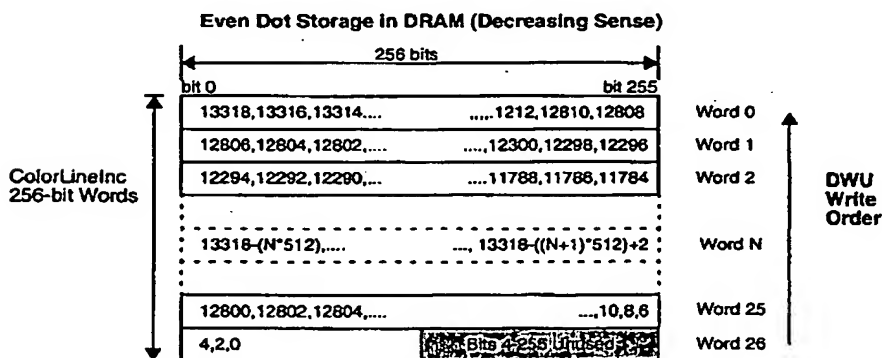 Even Dot Storage in DRAM (Decreasing Sense)
256 bits
bit 0 bit 255
13318,13316,13314.... ,....1212,12810,12808 Word 0
12806,12804,12802,.... ....,12300,12298,12296 Word 1
ColorLineInc
256-bit Words
12294,12292,12290,... ....11788,11786,11784 Word 2
DWU
Write
Order
13318-(N*512),.... ...., 13318-((N+1)*512)+2 Word N
12800,12802,12804,.... ...,10,8,6 Word 25
4,2,0 Bits 4-255 Unused Word 26